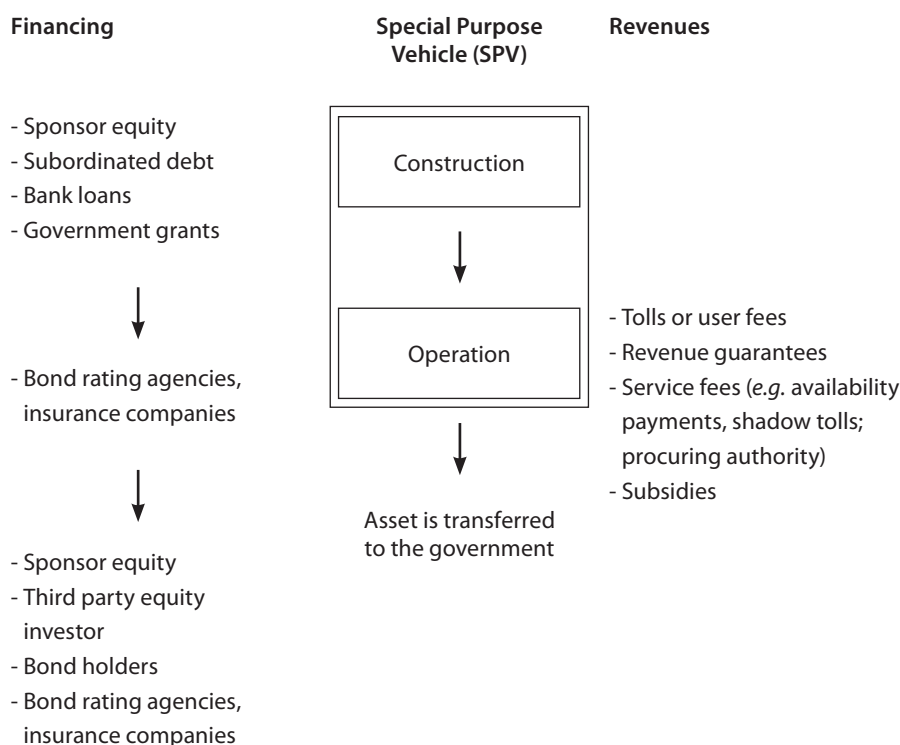 Financing
Special Purpose
Vehicle (SPV)
Revenues
- Sponsor equity
- Subordinated debt
- Bank loans
- Government grants
- Bond rating agencies,
insurance companies
- Sponsor equity
- Third party equity
investor
- Bond holders
- Bond rating agencies,
insurance companies
Construction
Operation
Asset is transferred
to the government
- Tolls or user fees
- Revenue guarantees
- Service fees (e.g. availability
payments, shadow tolls;
procuring authority)
- Subsidies